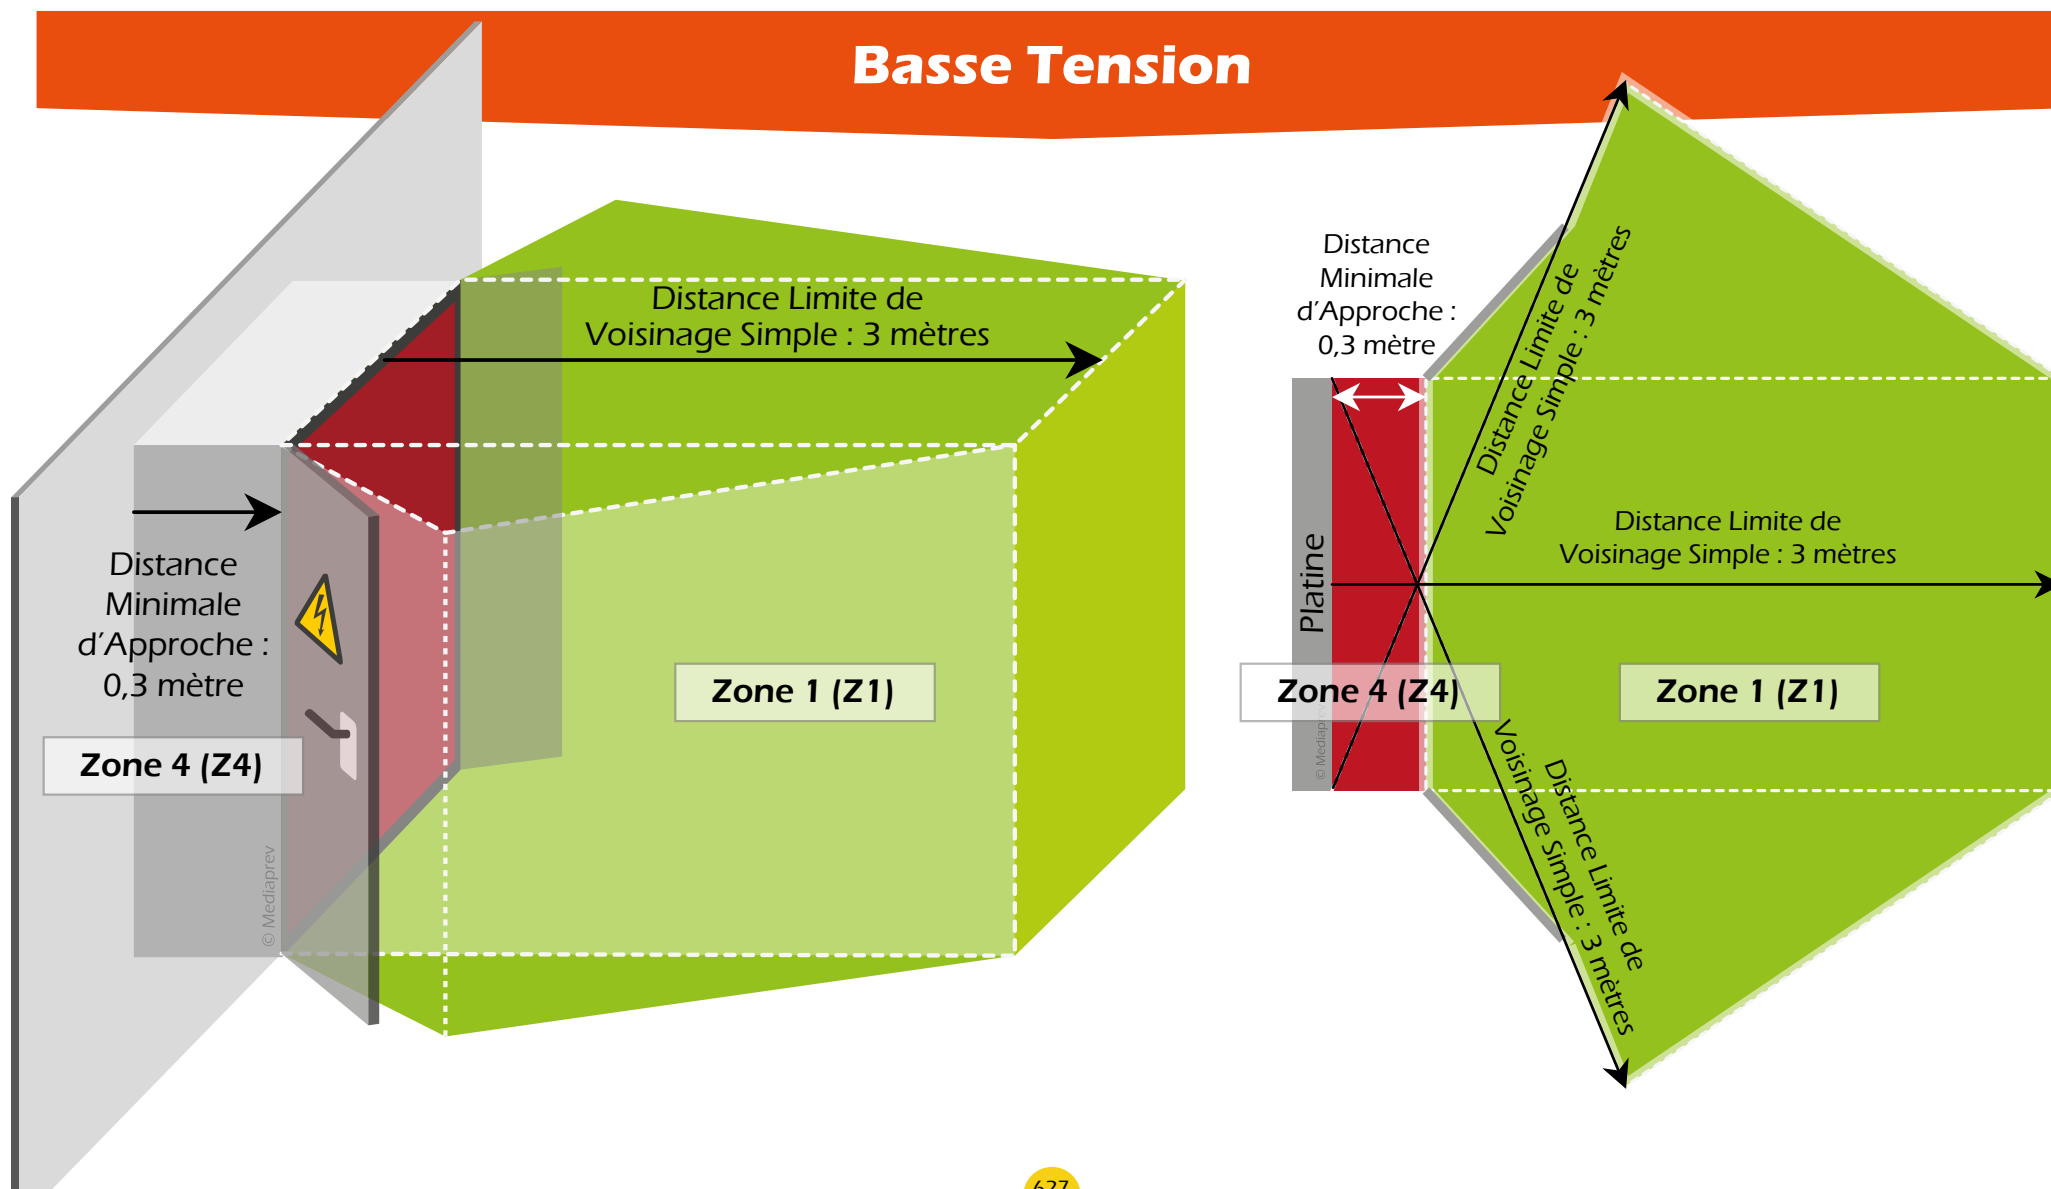 Basse Tension
Distance Limite de
Voisinage Simple : 3 mètres
Distance
Minimale
d'Approche :
0,3 mètre
Zone 4 (Z4)
Zone 1 (Z1)
© Mediaprev
Distance
Minimale
d'Approche :
0,3 mètre
Distance Limite de
Voisinage Simple : 3 mètres
Distance Limite de
Voisinage Simple : 3 mètres
Platine
Zone 4 (Z4)
Zone 1 (Z1)
© Mediaprev
Distance Limite de
Voisinage Simple : 3 mètres
627